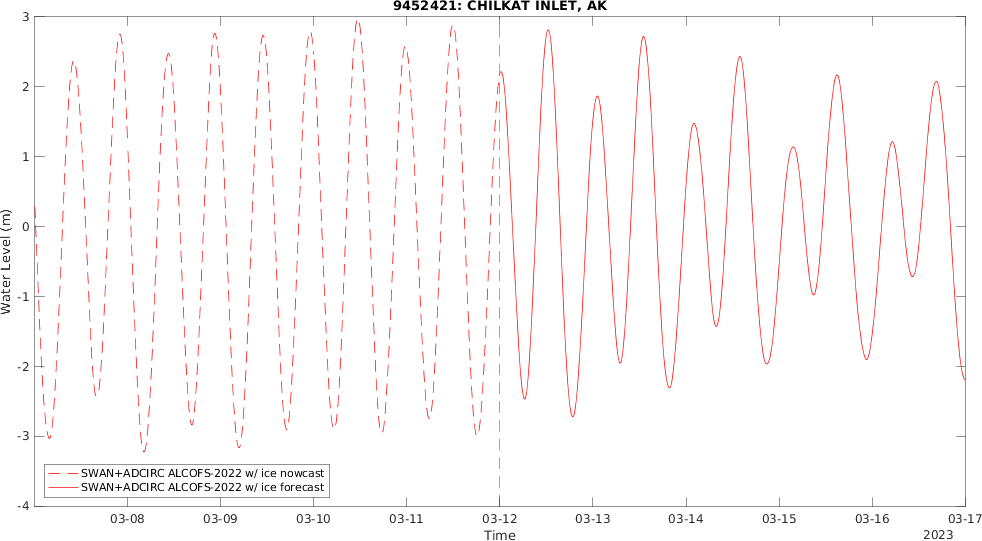 9452421: CHILKAT INLET, AK
3
2
1
0
-1
-2
-3
-4
Water Level (m)
SWAN+ADCIRC ALCOFS-2022 w/ ice nowcast
SWAN+ADCIRC ALCOFS-2022 w/ ice forecast
03-08 03-09 03-10 03-11 03-12 03-13 03-14 03-15 03-16 03-17
Time
2023